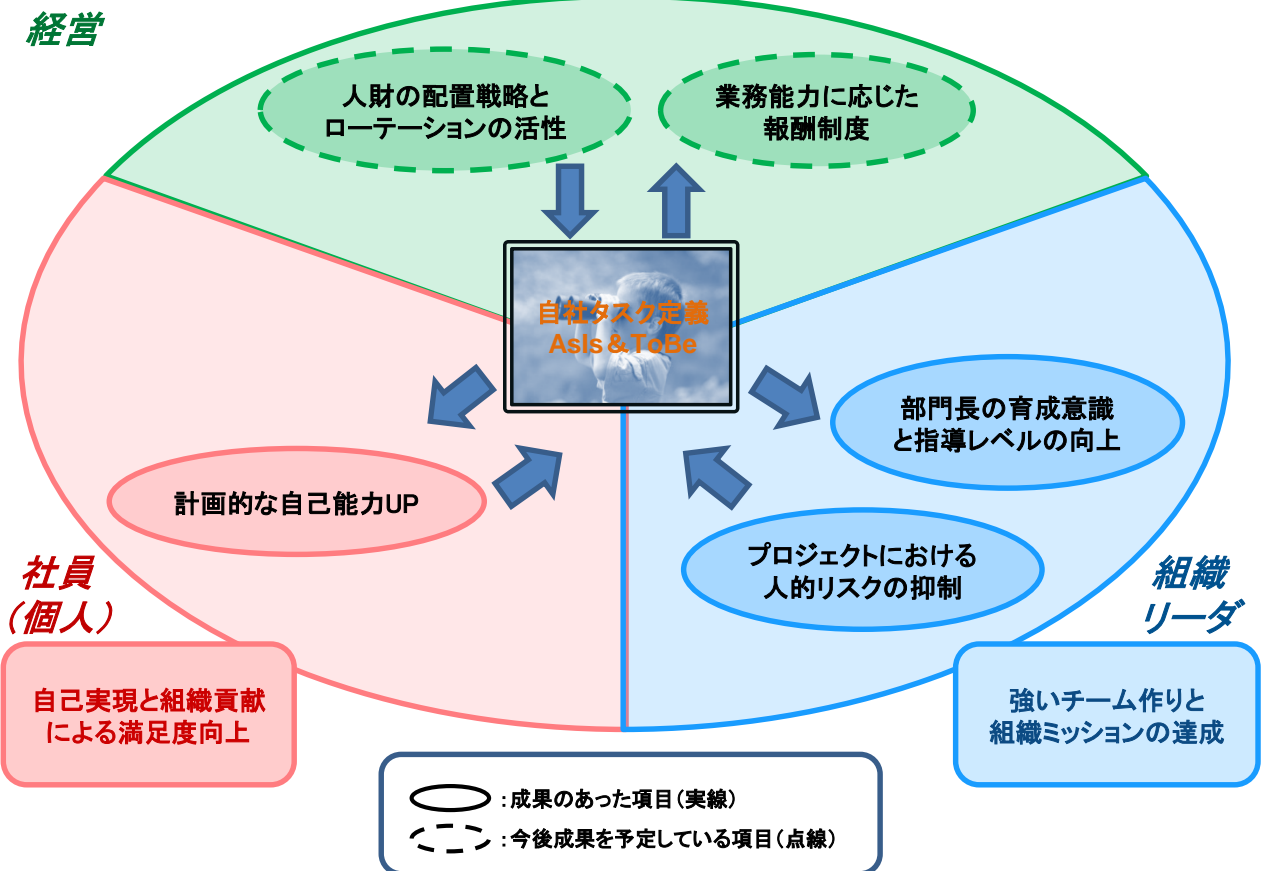 経営
人財の配置戦略と
ローテーションの活性
業務能力に応じた
報酬制度
自社タスク定義
AsIs＆ToBe
部門長の育成意識
と指導レベルの向上
計画的な自己能力UP
プロジェクトにおける
人的リスクの抑制
社員
（個人）
組織
リーダ
自己実現と組織貢献
による満足度向上
強いチーム作りと
組織ミッションの達成
：成果のあった項目（実線）
：今後成果を予定している項目（点線）